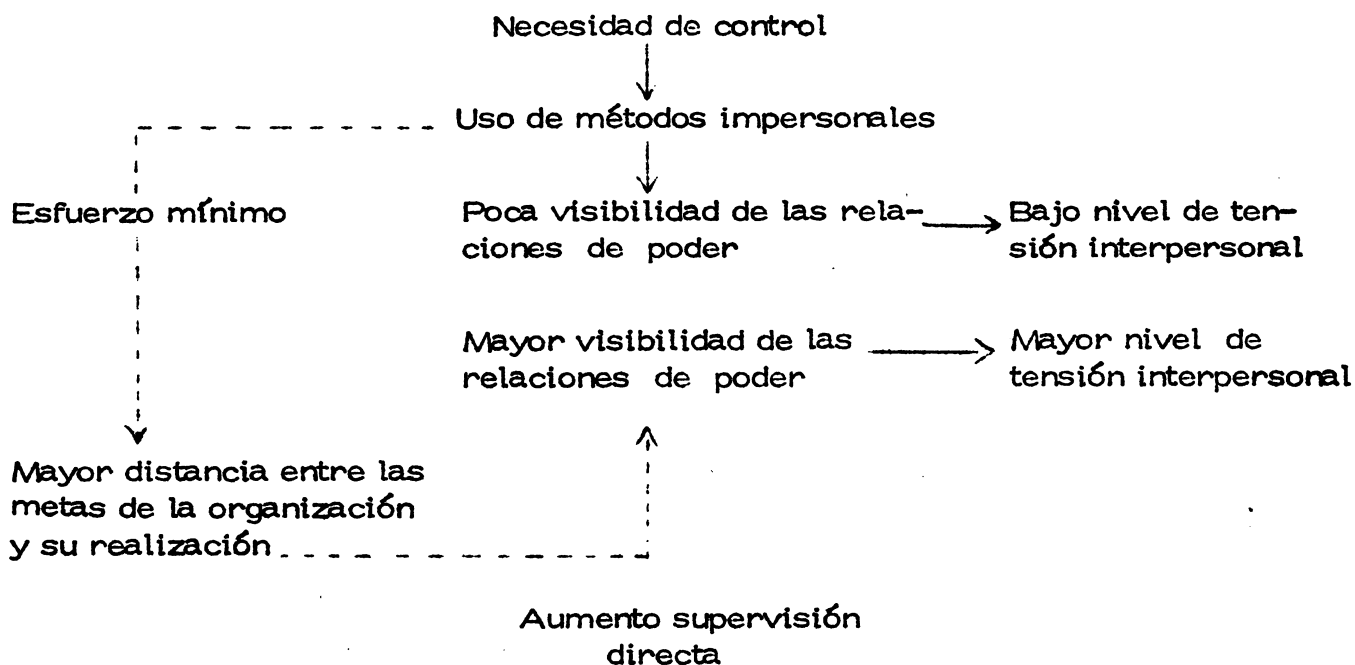 Necesidad de control
Uso de métodos impersonales
Esfuerzo mínimo
Poca visibilidad de las rela-
ciones de poder
Bajo nivel de ten-
sión interpersonal
Mayor visibilidad de las
relaciones de poder
Mayor nivel de
tensión interpersonal
Mayor distancia entre las
metas de la organización
y su realización
Aumento supervisión
directa